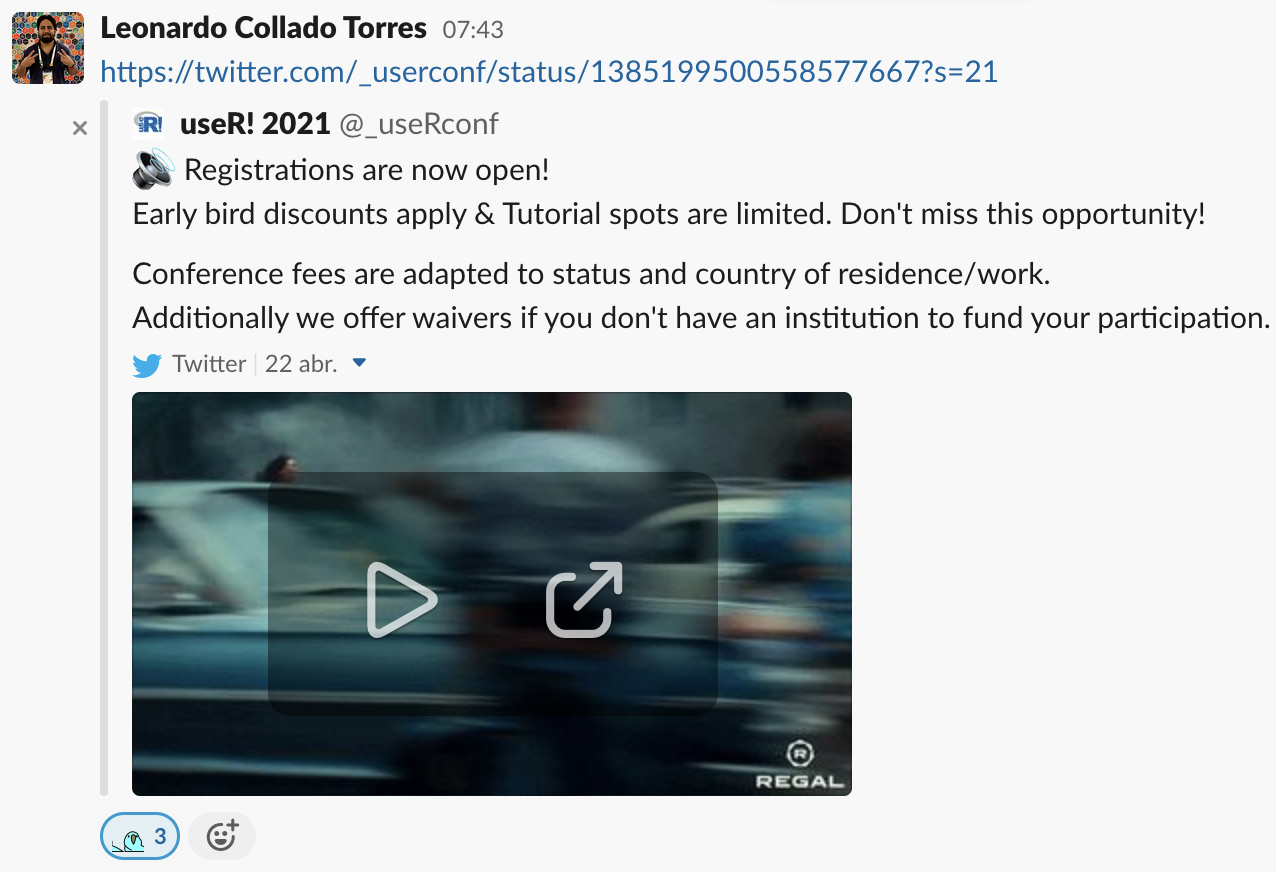 Leonardo Collado Torres 07:43
https://twitter.com/_userconf/status/1385199500558577667?s=21
useR! 2021 @_useRconf
Registrations are now open!
Early bird discounts apply & Tutorial spots are limited. Don't miss this opportunity!
Conference fees are adapted to status and country of residence/work.
Additionally we offer waivers if you don't have an institution to fund your participation.
Twitter | 22 abr.
R
REGAL
3